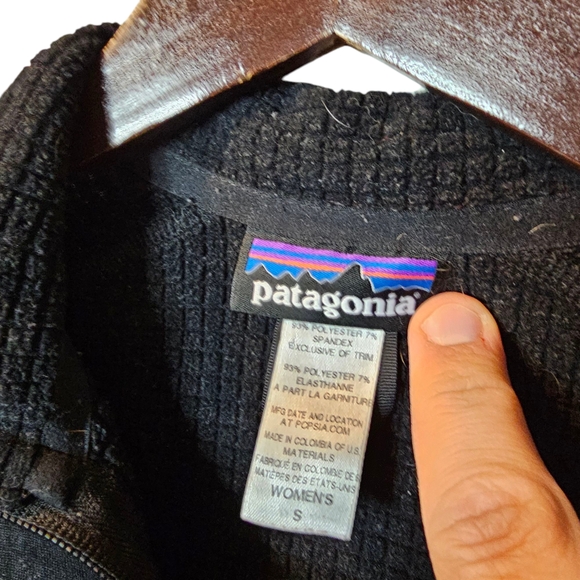 patagonia®
93% POLYESTER 7%
SPANDEX
EXCLUSIVE OF TRIM
93% POLYESTER 7%
ELASTHANNE
A PART LA GARNITURE
MFG DATE AND LOCATION
AT PCPSIA.COM
MADE IN COLOMBIA OF U.S.
MATERIALS
FABRIQUÉ EN COLOMBIE DE
MATIÈRES DES ÉTATS-UNIS
WOMEN'S
S